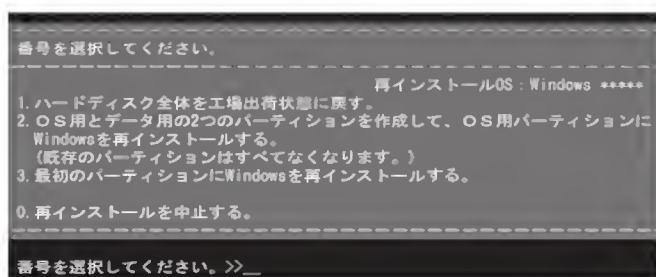 番号を選択してください。
再インストールOS：Windows *****
1.ハードディスク全体を工場出荷状態に戻す。
2.ＯＳ用とデータ用の2つのパーティションを作成して、ＯＳ用パーティションに
Windowsを再インストールする。
(既存のパーティションはすべてなくなります。)
3.最初のパーティションにWindowsを再インストールする。
0.再インストールを中止する。
番号を選択してください。>>_